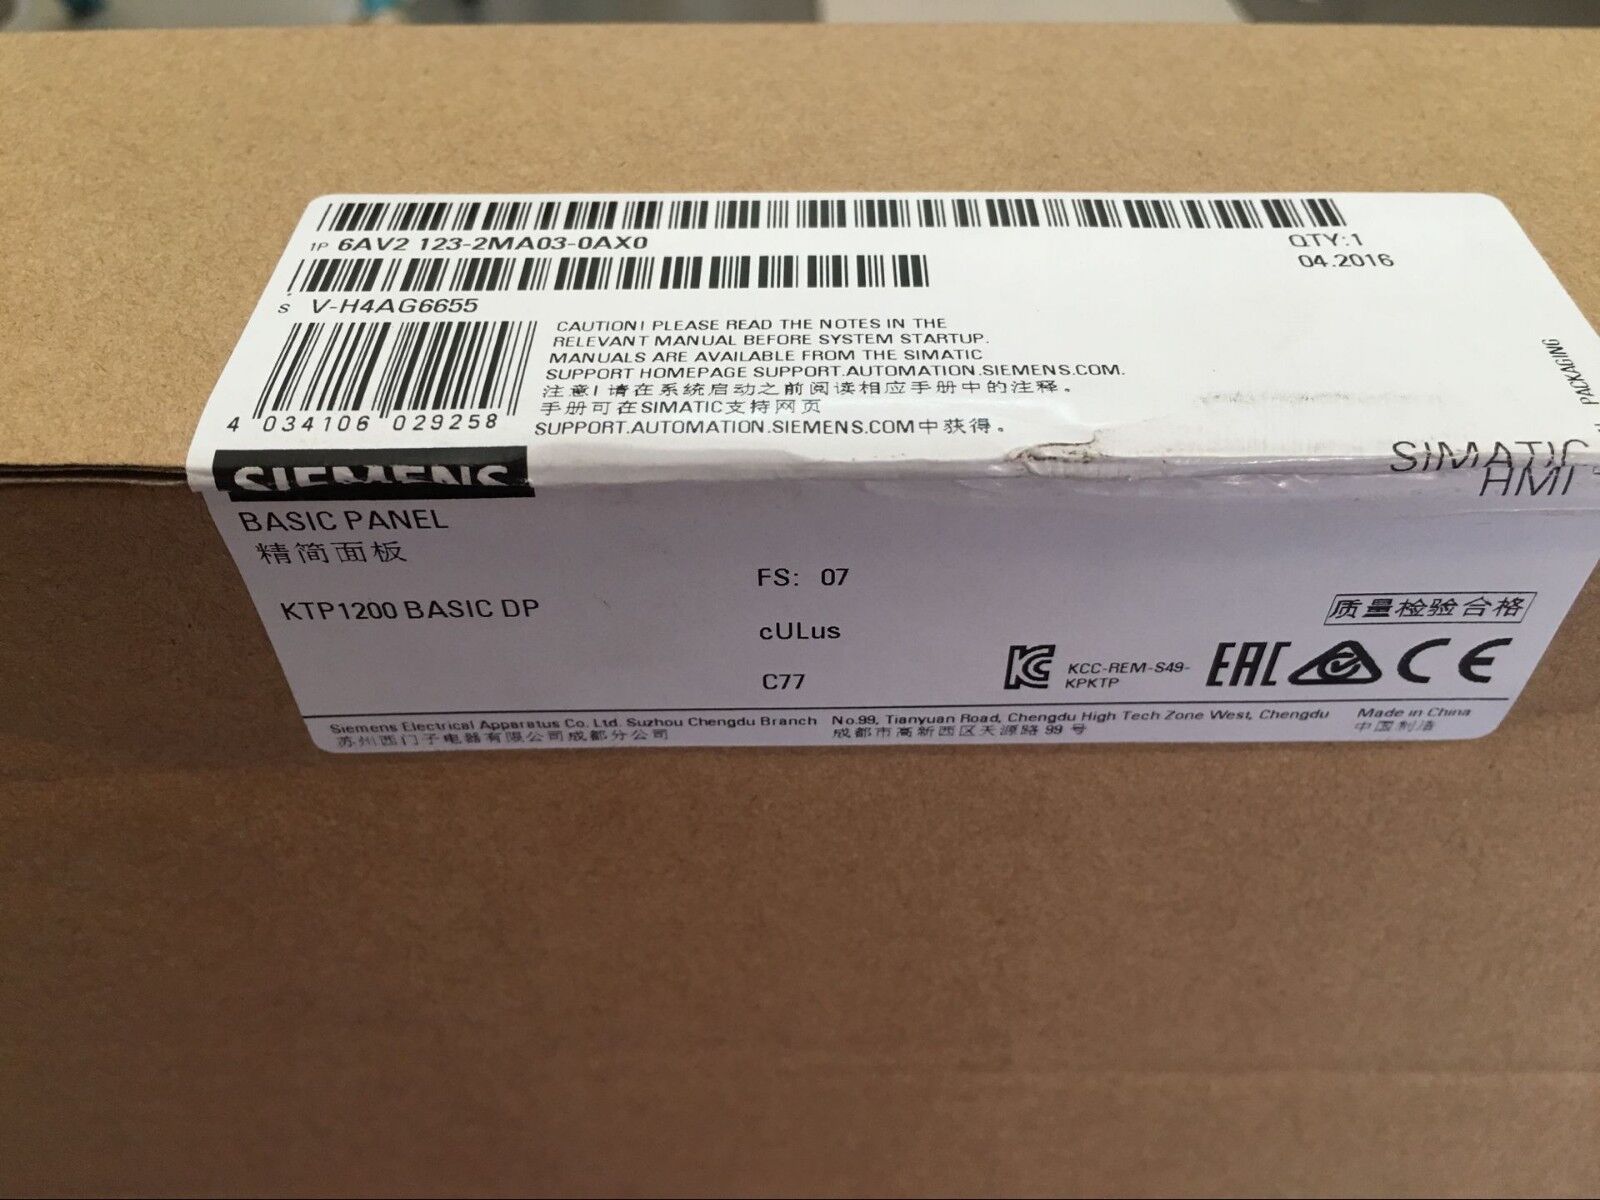 1P 6AV2 123-2MA03-0AX0
QTY:1
04.2016
S V-H4AG6655
CAUTION! PLEASE READ THE NOTES IN THE
RELEVANT MANUAL BEFORE SYSTEM STARTUP.
MANUALS ARE AVAILABLE FROM THE SIMATIC
SUPPORT HOMEPAGE SUPPORT.AUTOMATION.SIEMENS.COM.
注意!请在系统启动之前阅读相应手册中的注释。
手册可在SIMATIC支持网页
SUPPORT.AUTOMATION.SIEMENS.COM中获得。
4 034106 029258
PACKAGING
SIEMENS
SIMATIC
HMI
BASIC PANEL
精简面板
KTP1200 BASIC DP
FS: 07
cULus
C77
质量检验合格
KCC-REM-S49-
KPKTP
EAC
CE
Siemens Electrical Apparatus Co. Ltd. Suzhou Chengdu Branch No.99, Tianyuan Road, Chengdu High Tech Zone West, Chengdu Made in China
苏州西门子电器有限公司成都分公司 成都市高新西区天源路 99 号 中国制造